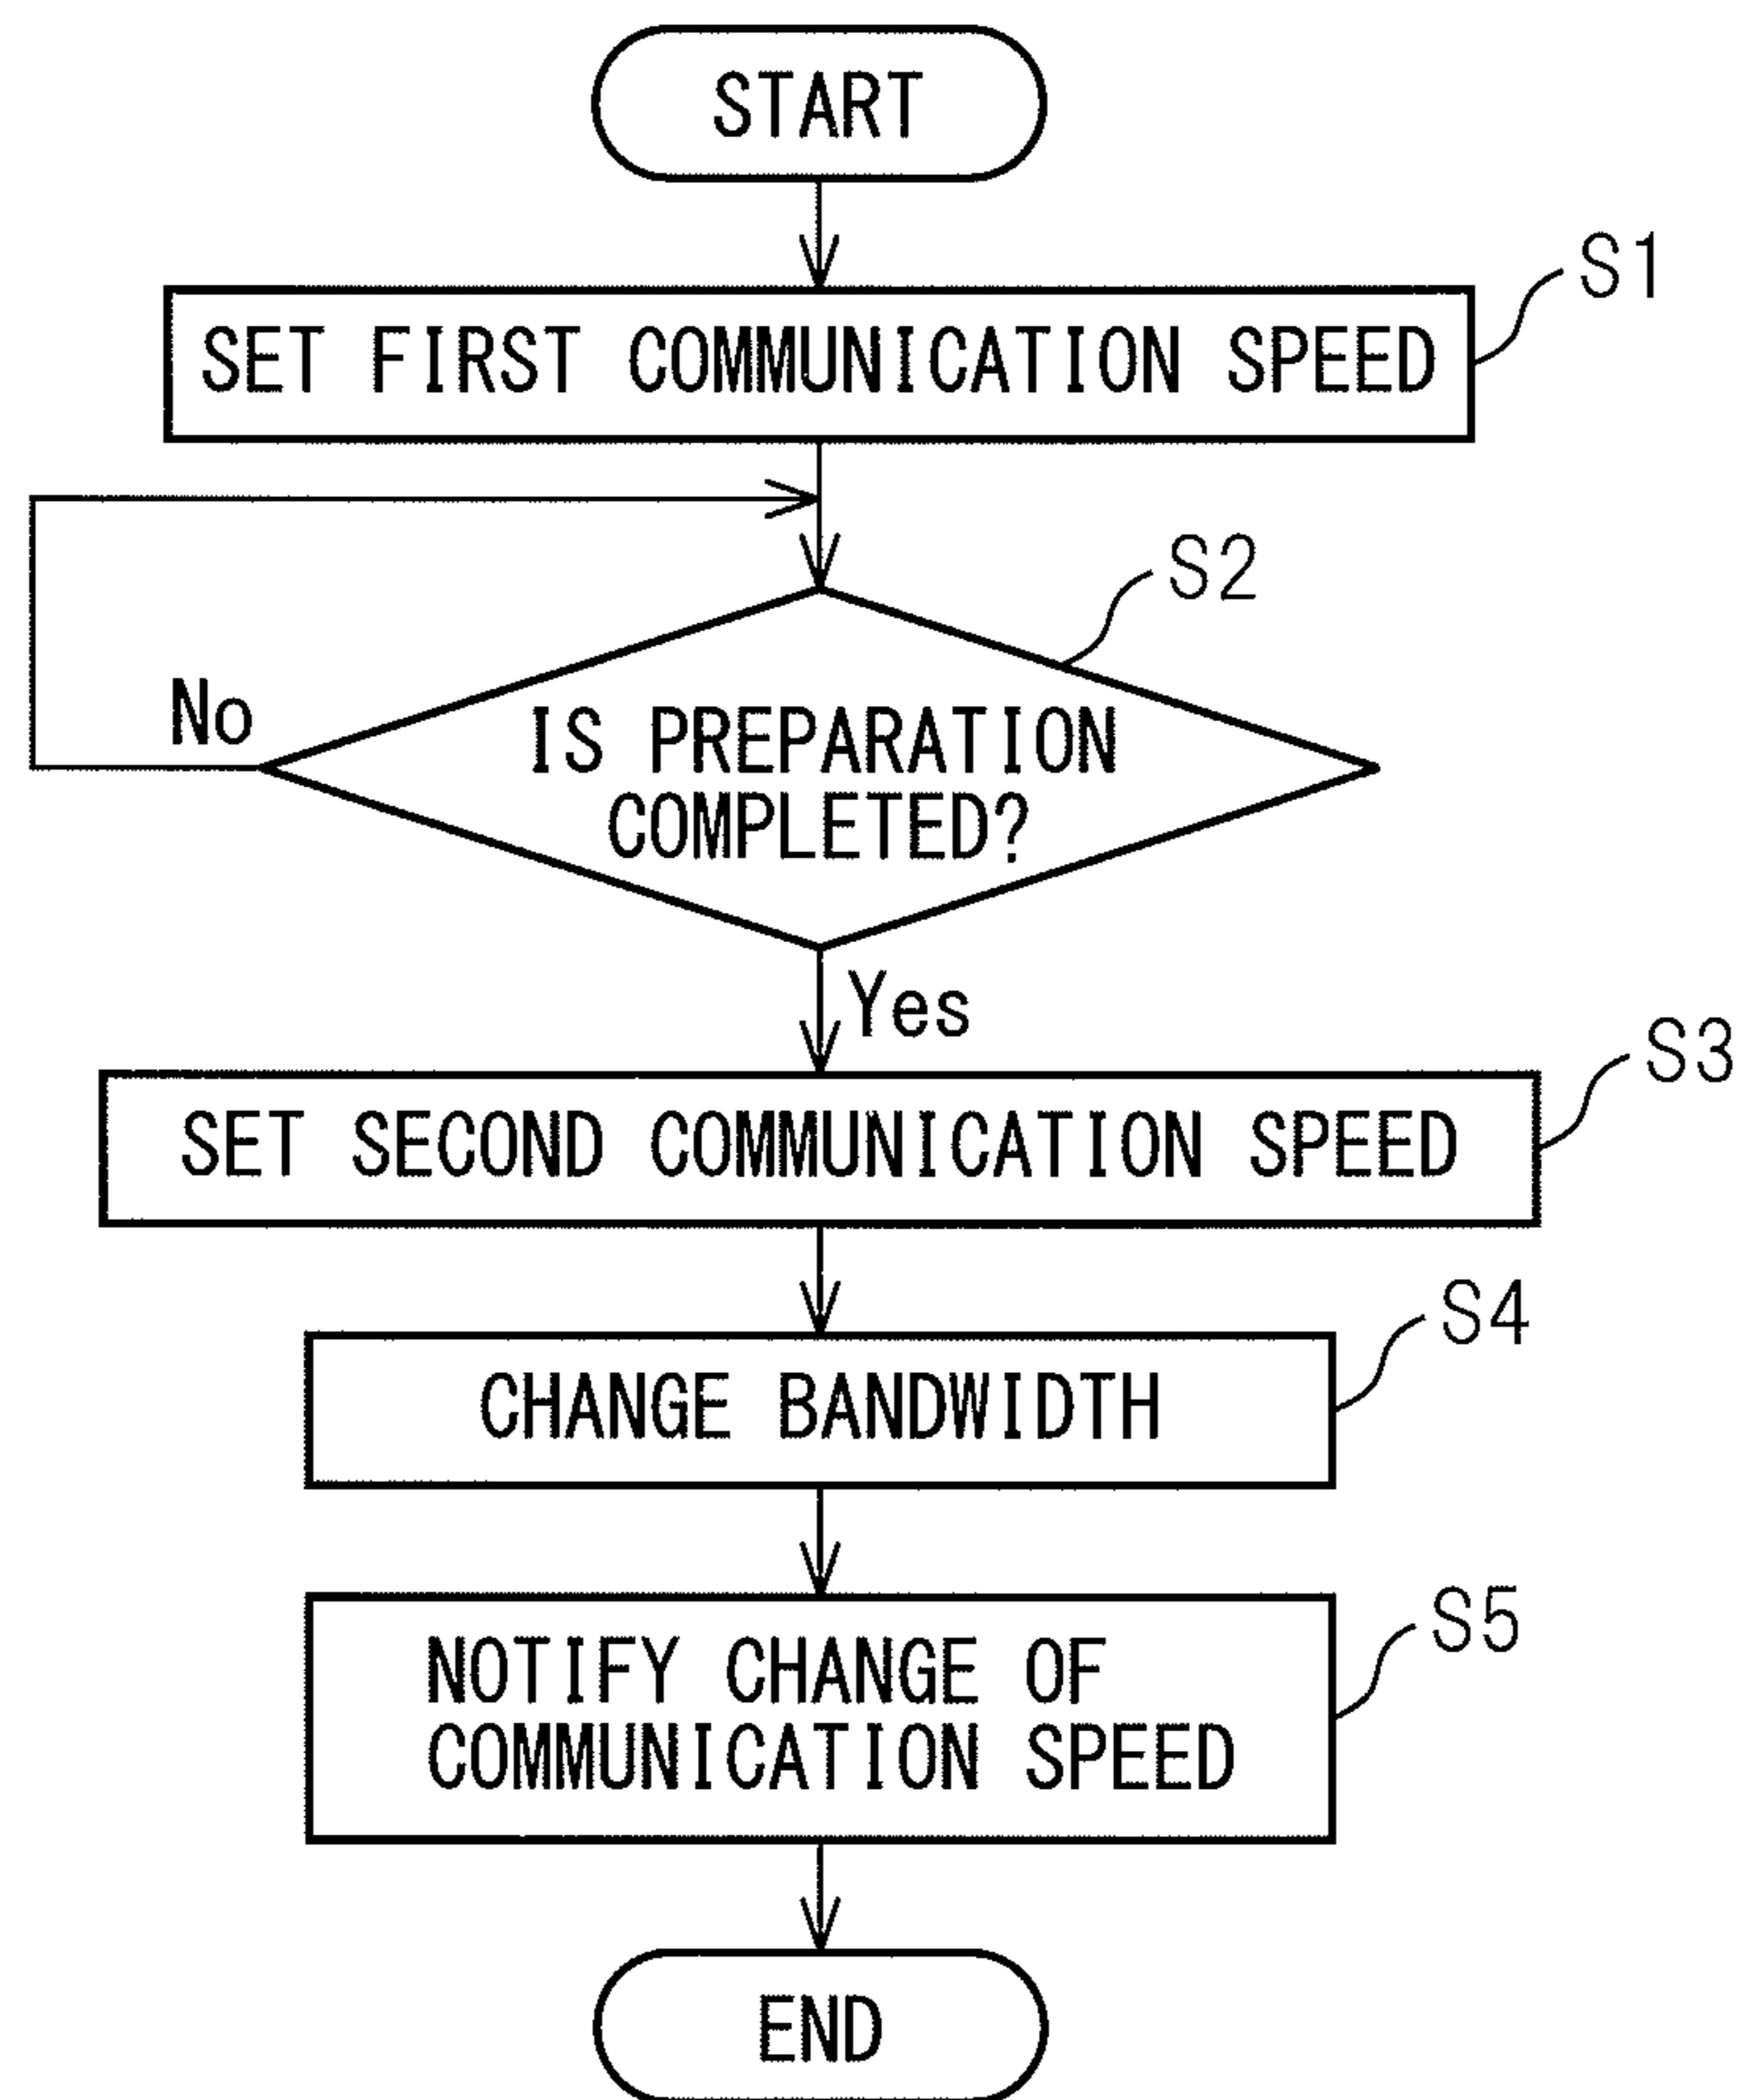 START
S1
SET FIRST COMMUNICATION SPEED
S2
No
IS PREPARATION
COMPLETED?
Yes
S3
SET SECOND COMMUNICATION SPEED
S4
CHANGE BANDWIDTH
S5
NOTIFY CHANGE OF
COMMUNICATION SPEED
END